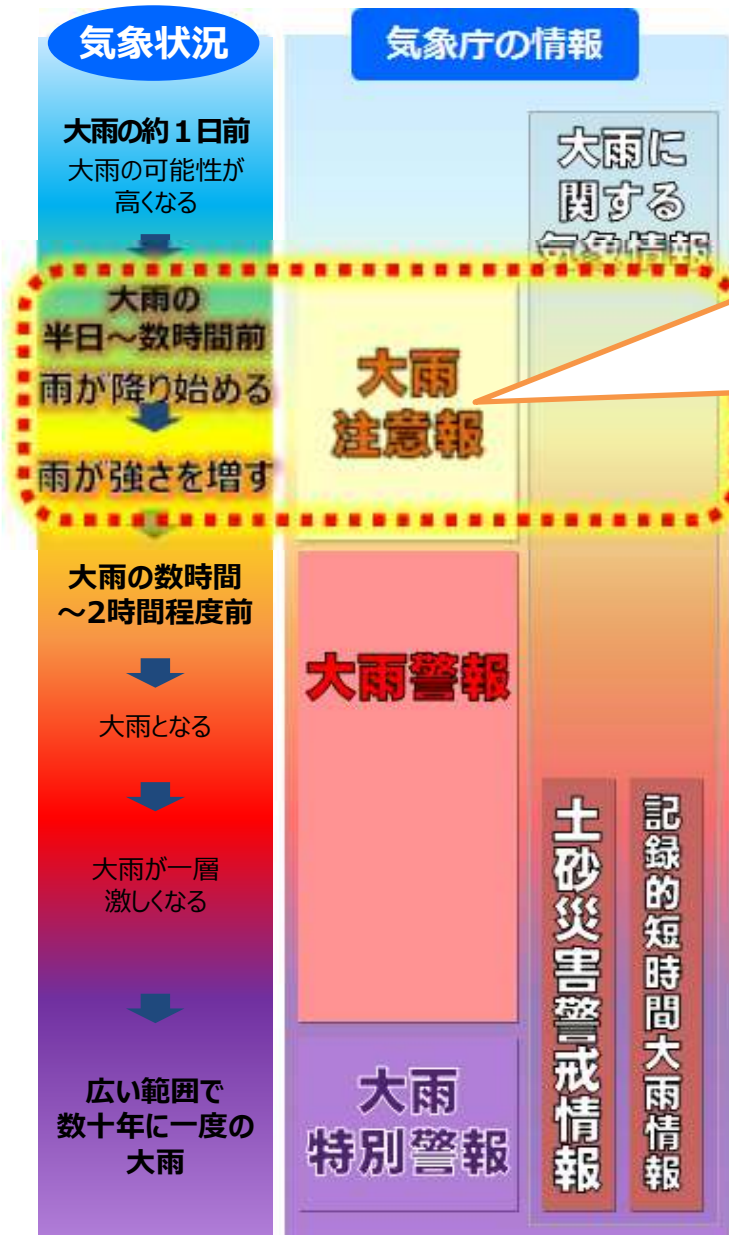 気象状況
気象庁の情報
大雨の約１日前
大雨の可能性が
高くなる
大雨の
半日～数時間前
雨が降り始める
雨が強さを増す
大雨の数時間
～2時間程度前
大雨となる
大雨が一層
激しくなる
広い範囲で
数十年に一度の
大雨
大雨
注意報
大雨警報
大雨
特別警報
大雨に
関する
気象情報
土砂災害警戒情報
記録的短時間大雨情報